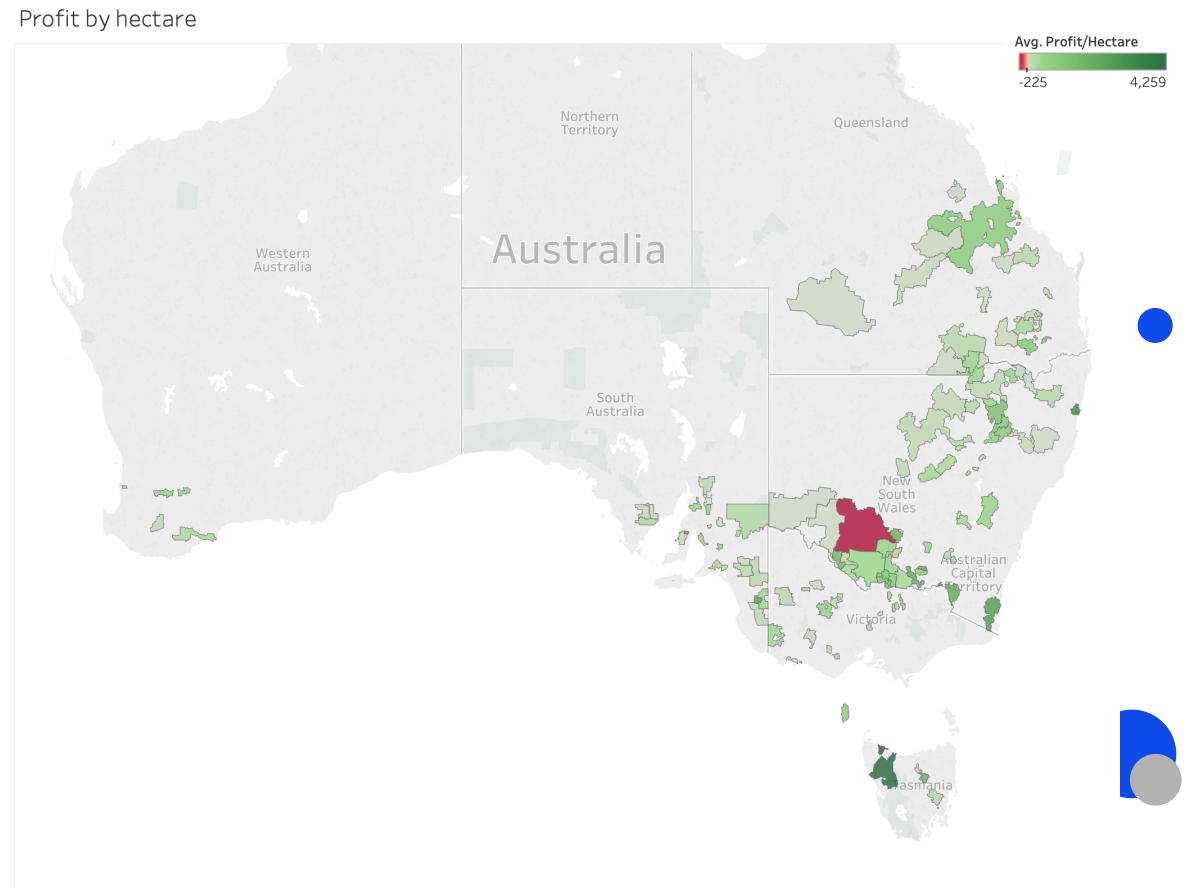 Profit by hectare
Avg. Profit/Hectare
-225
4,259
Northern
Territory
Queensland
Australia
Western
Australia
South
Australia
New
South
Wales
Australian
Capital
Territory
Victoria
Tasmania